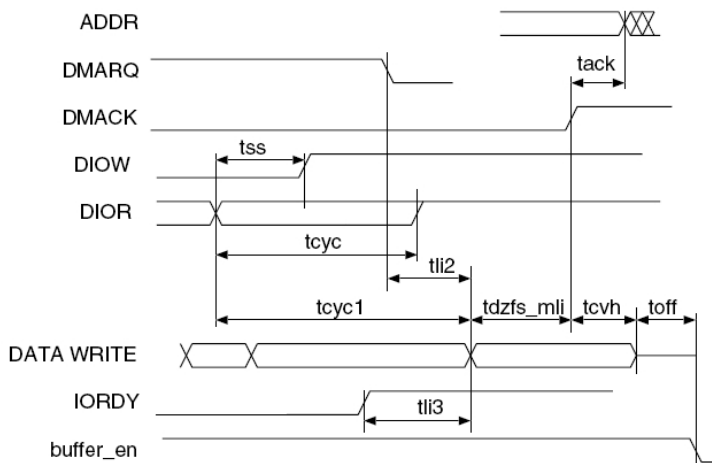 ADDR
DMARQ
tack
DMACK
tss
DIOW
DIOR
tcyc
tli2
tcyc1 tdzfs_mli tcvh toff
DATA WRITE
IORDY
tli3
buffer_en